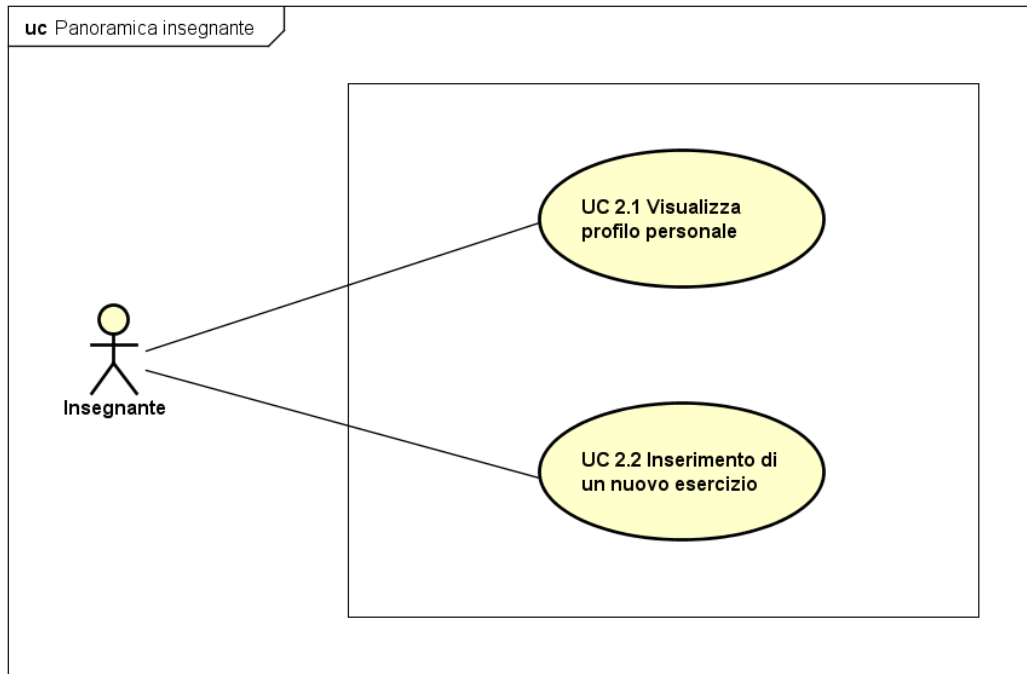 uc Panoramica insegnante
UC 2.1 Visualizza
profilo personale
Insegnante
UC 2.2 Inserimento di
un nuovo esercizio